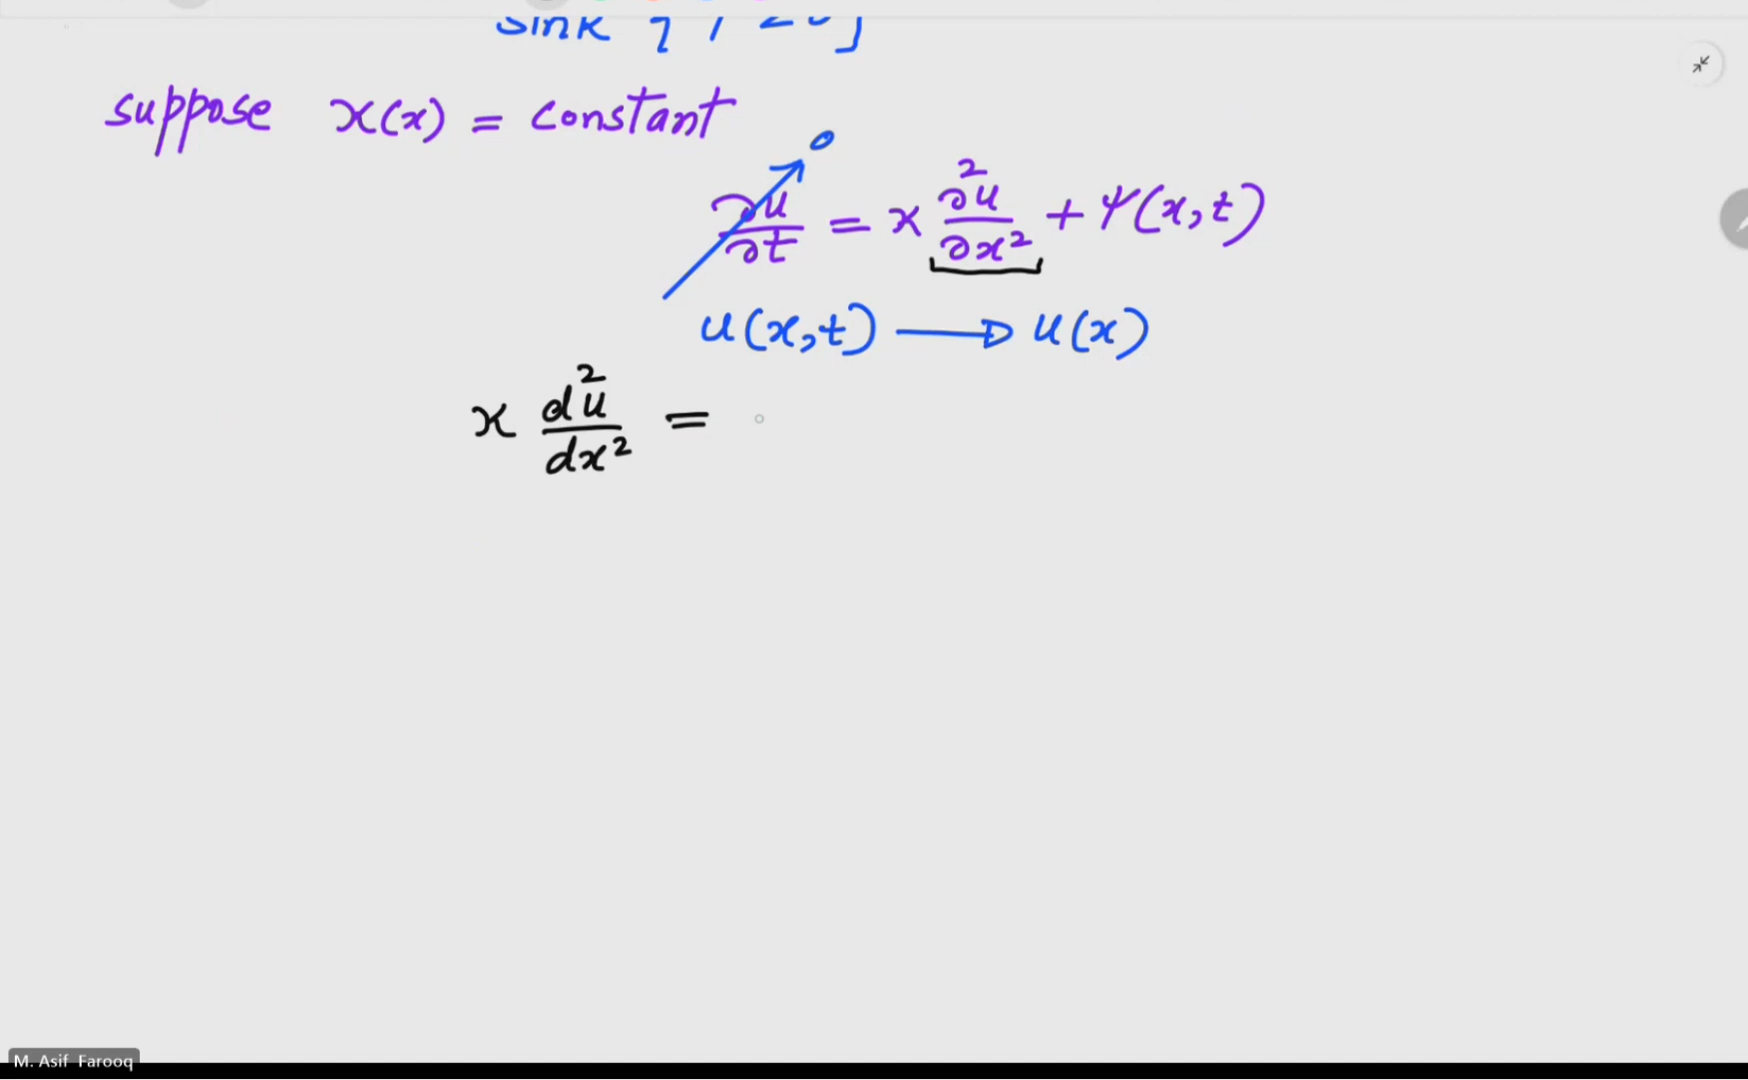 sink
suppose x(x) = constant
0
∂u/∂t = x ∂²u/∂x² + ψ(x,t)
u(x,t) → u(x)
x d²u/dx² =
M. Asif Farooq